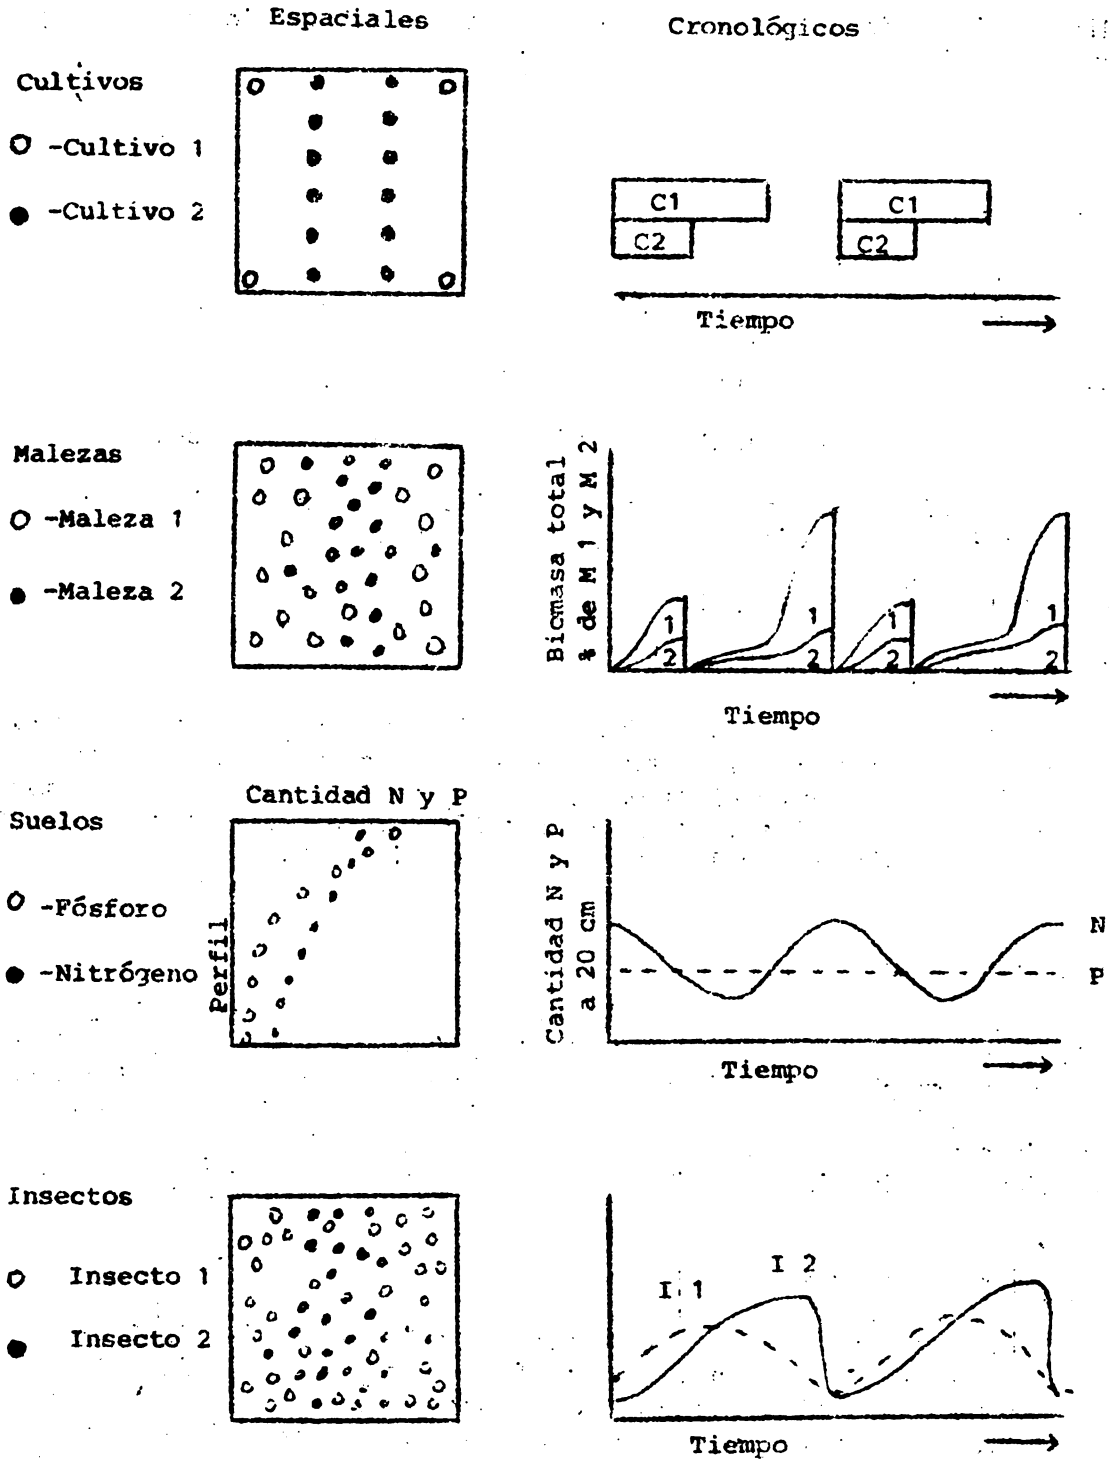 Espaciales
Cronológicos
Cultivos
O -Cultivo 1
● -Cultivo 2
C1
C2
C1
C2
Tiempo
Malezas
O -Maleza 1
● -Maleza 2
Biomasa total
% de M 1 y M 2
1
2
1
2
1
2
1
2
Tiempo
Suelos
O -Fósforo
● -Nitrógeno
Cantidad N y P
Perfil
Cantidad N y P
a 20 cm
N
P
Tiempo
Insectos
O Insecto 1
● Insecto 2
I 1
I 2
Tiempo